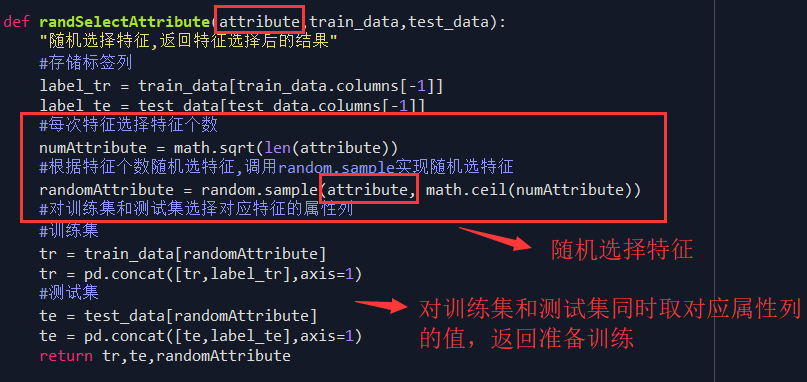 def randSelectAttribute(attribute,train_data,test_data):
"随机选择特征,返回特征选择后的结果"
#存储标签列
label_tr = train_data[train_data.columns[-1]]
label_te = test_data[test_data.columns[-1]]
#每次特征选择特征个数
numAttribute = math.sqrt(len(attribute))
#根据特征个数随机选特征,调用random.sample实现随机选特征
randomAttribute = random.sample(attribute, math.ceil(numAttribute))
#对训练集和测试集选择对应特征的属性列
#训练集
随机选择特征
tr = train_data[randomAttribute]
tr = pd.concat([tr,label_tr],axis=1)
#测试集
te = test_data[randomAttribute]
te = pd.concat([te,label_te],axis=1)
return tr,te,randomAttribute
对训练集和测试集同时取对应属性列
的值，返回准备训练